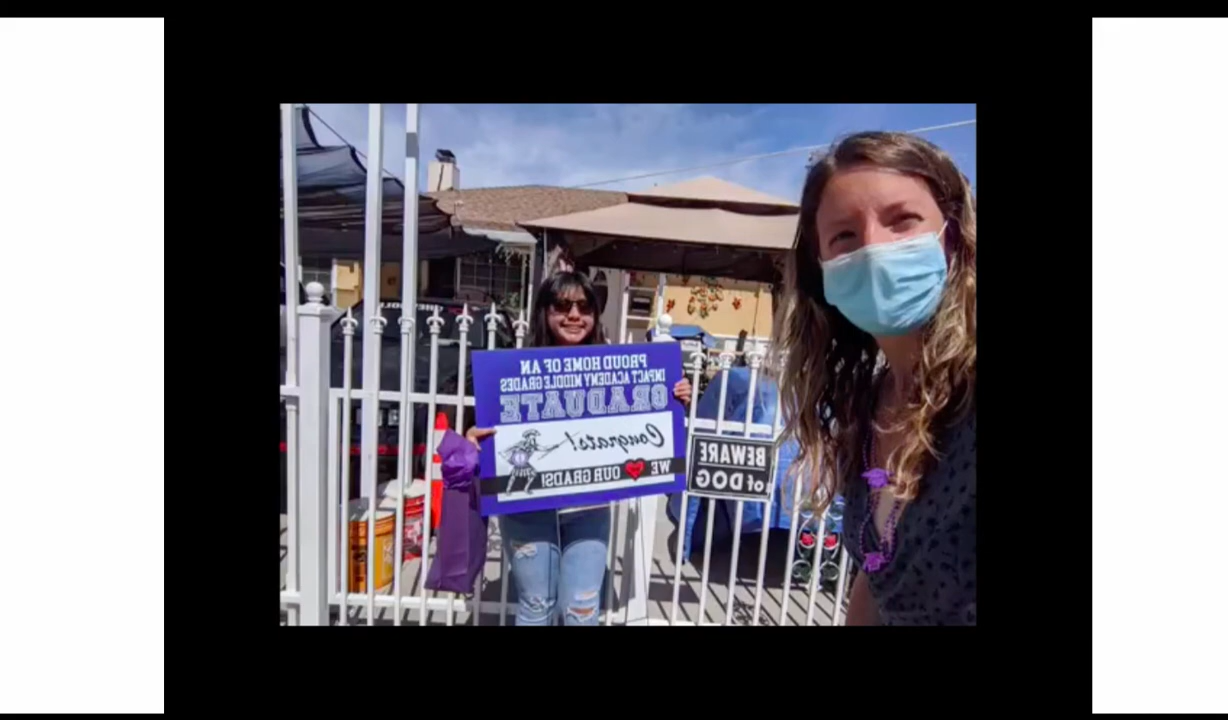 PROUD HOME OF AN
IMPACT ACADEMY MIDDLE GRADES
GRADUATE
Congrats!
WE OUR GRADS!
BEWARE
of DOG